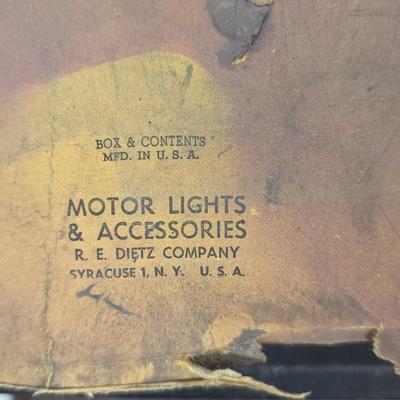 BOX & CONTENTS
MFD. IN U. S. A.
MOTOR LIGHTS
& ACCESSORIES
R. E. DIETZ COMPANY
SYRACUSE 1, N. Y. U. S. A.